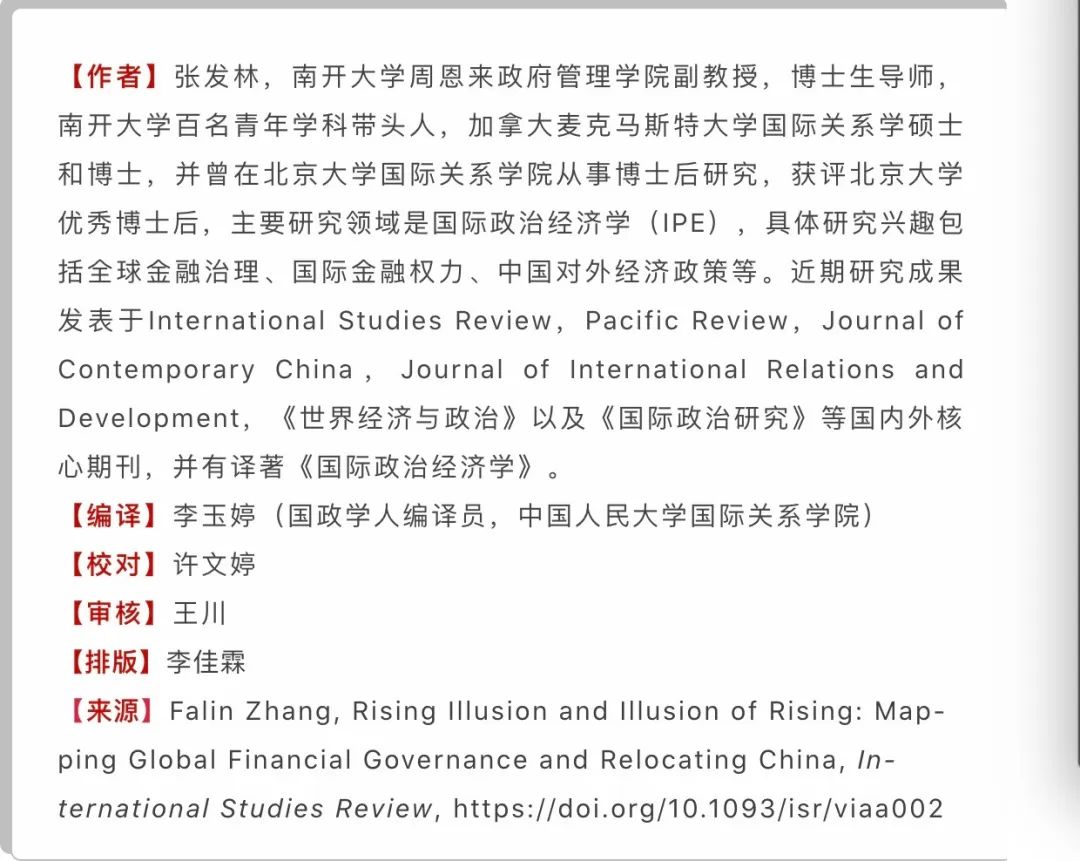 【作者】张发林，南开大学周恩来政府管理学院副教授，博士生导师，
南开大学百名青年学科带头人，加拿大麦克马斯特大学国际关系学硕士
和博士，并曾在北京大学国际关系学院从事博士后研究，获评北京大学
优秀博士后，主要研究领域是国际政治经济学（IPE），具体研究兴趣包
括全球金融治理、国际金融权力、中国对外经济政策等。近期研究成果
发表于International Studies Review，Pacific Review，Journal of
Contemporary China，Journal of International Relations and
Development，《世界经济与政治》以及《国际政治研究》等国内外核
心期刊，并有译著《国际政治经济学》。
【编译】李玉婷（国政学人编译员，中国人民大学国际关系学院）
【校对】许文婷
【审核】王川
【排版】李佳霖
【来源】Falin Zhang, Rising Illusion and Illusion of Rising: Map-
ping Global Financial Governance and Relocating China, In-
ternational Studies Review, https://doi.org/10.1093/isr/viaa002